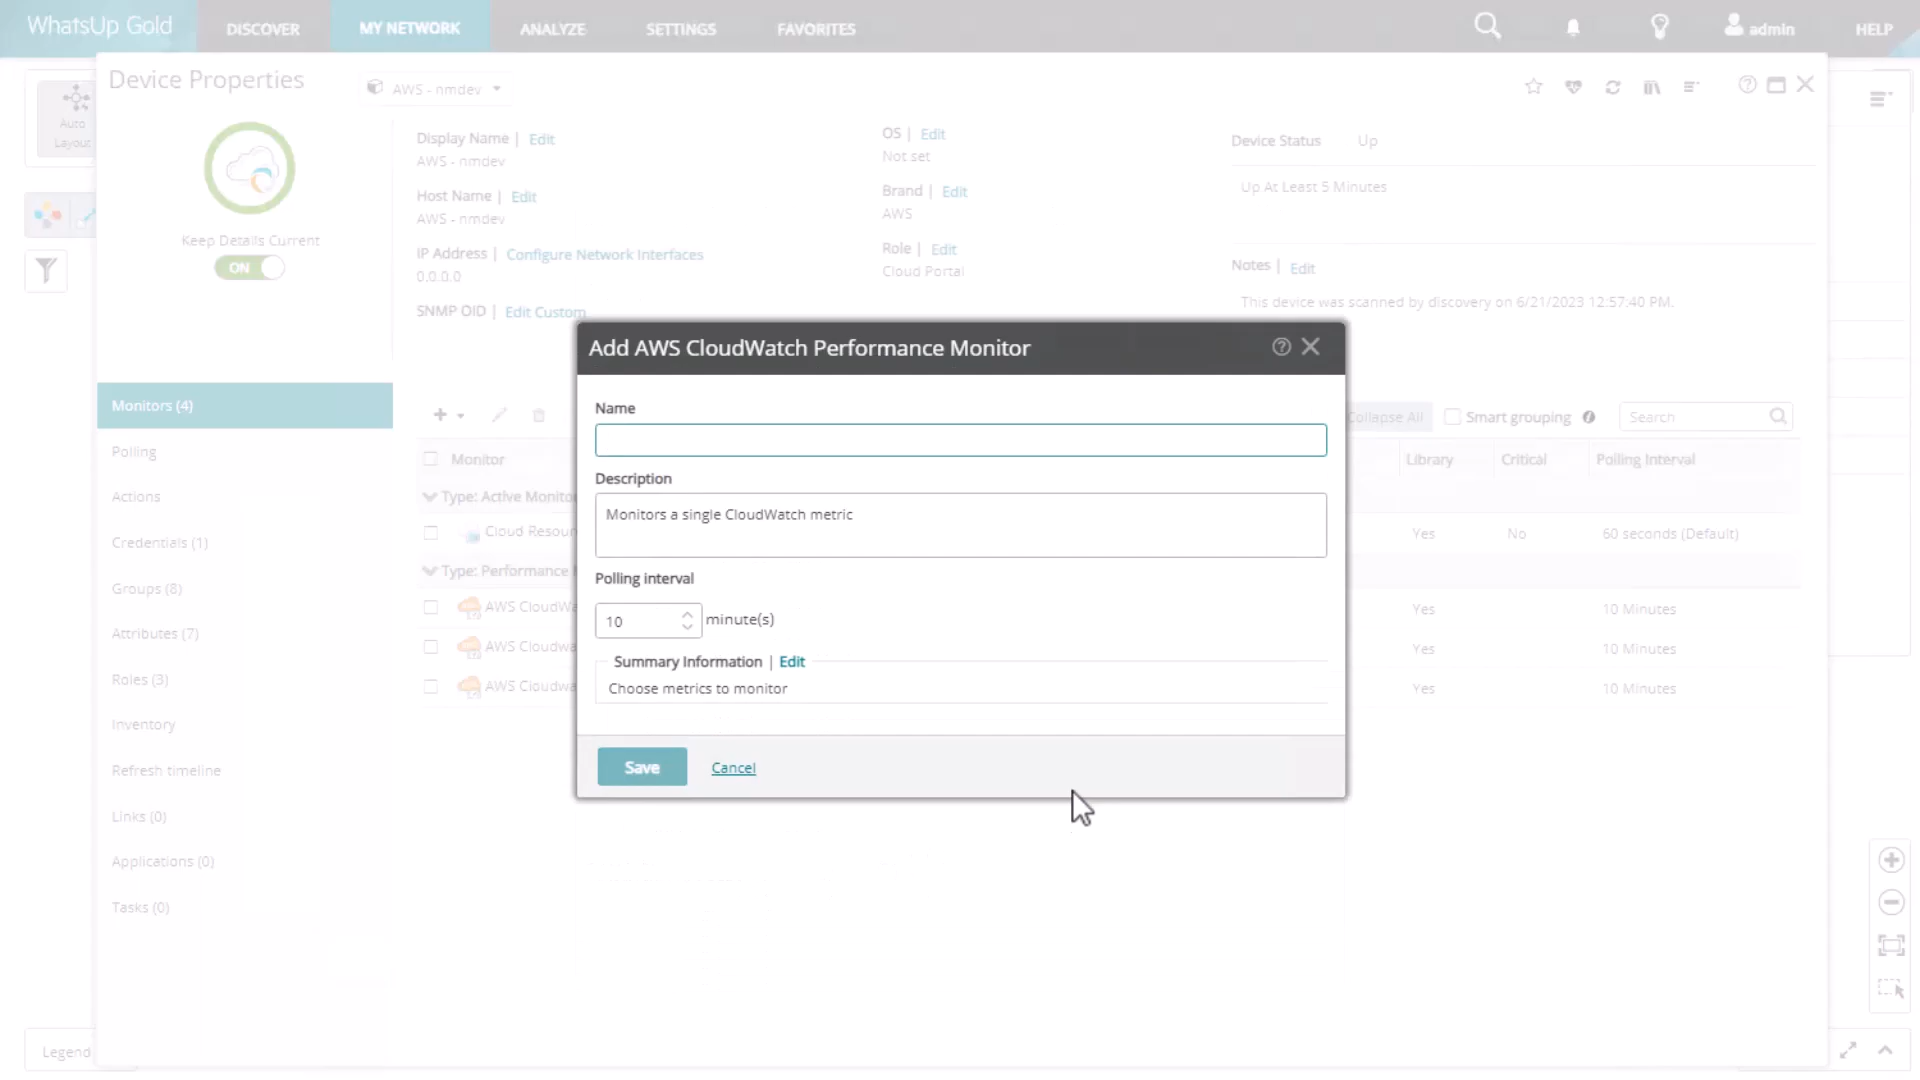 WhatsUp Gold
DISCOVER
MY NETWORK
ANALYZE
SETTINGS
FAVORITES
admin
HELP
Device Properties
AWS - nmdev
Auto
Layout
Keep Details Current
ON
Display Name | Edit
AWS - nmdev
Host Name | Edit
AWS - nmdev
IP Address | Configure Network Interfaces
0.0.0.0
SNMP OID | Edit Custom
OS | Edit
Not set
Brand | Edit
AWS
Role | Edit
Cloud Portal
Device Status Up
Up At Least 5 Minutes
Notes | Edit
This device was scanned by discovery on 6/21/2023 12:57:40 PM.
Monitors (4)
Polling
Actions
Credentials (1)
Groups (8)
Attributes (7)
Roles (3)
Inventory
Refresh timeline
Links (0)
Applications (0)
Tasks (0)
Collapse All
Smart grouping
Search
Monitor
Library
Critical
Polling Interval
Type: Active Monitor
Cloud Resour
Yes
No
60 seconds (Default)
Type: Performance
AWS CloudWa
Yes
10 Minutes
AWS Cloudwa
Yes
10 Minutes
AWS Cloudwa
Yes
10 Minutes
Add AWS CloudWatch Performance Monitor
Name
Description
Monitors a single CloudWatch metric
Polling interval
10
minute(s)
Summary Information | Edit
Choose metrics to monitor
Save
Cancel
Legend